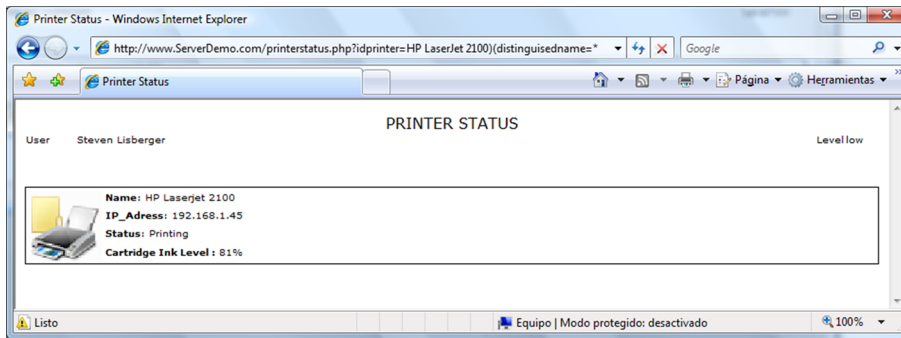 Printer Status - Windows Internet Explorer
http://www.ServerDemo.com/printerstatus.php?idprinter=HP LaserJet 2100)(distinguisedname=*
Google
Printer Status
Página
Herramientas
PRINTER STATUS
User Steven Lisberger
Level low
Name: HP Laserjet 2100
IP_Adress: 192.168.1.45
Status: Printing
Cartridge Ink Level : 81%
Listo
Equipo | Modo protegido: desactivado
100%